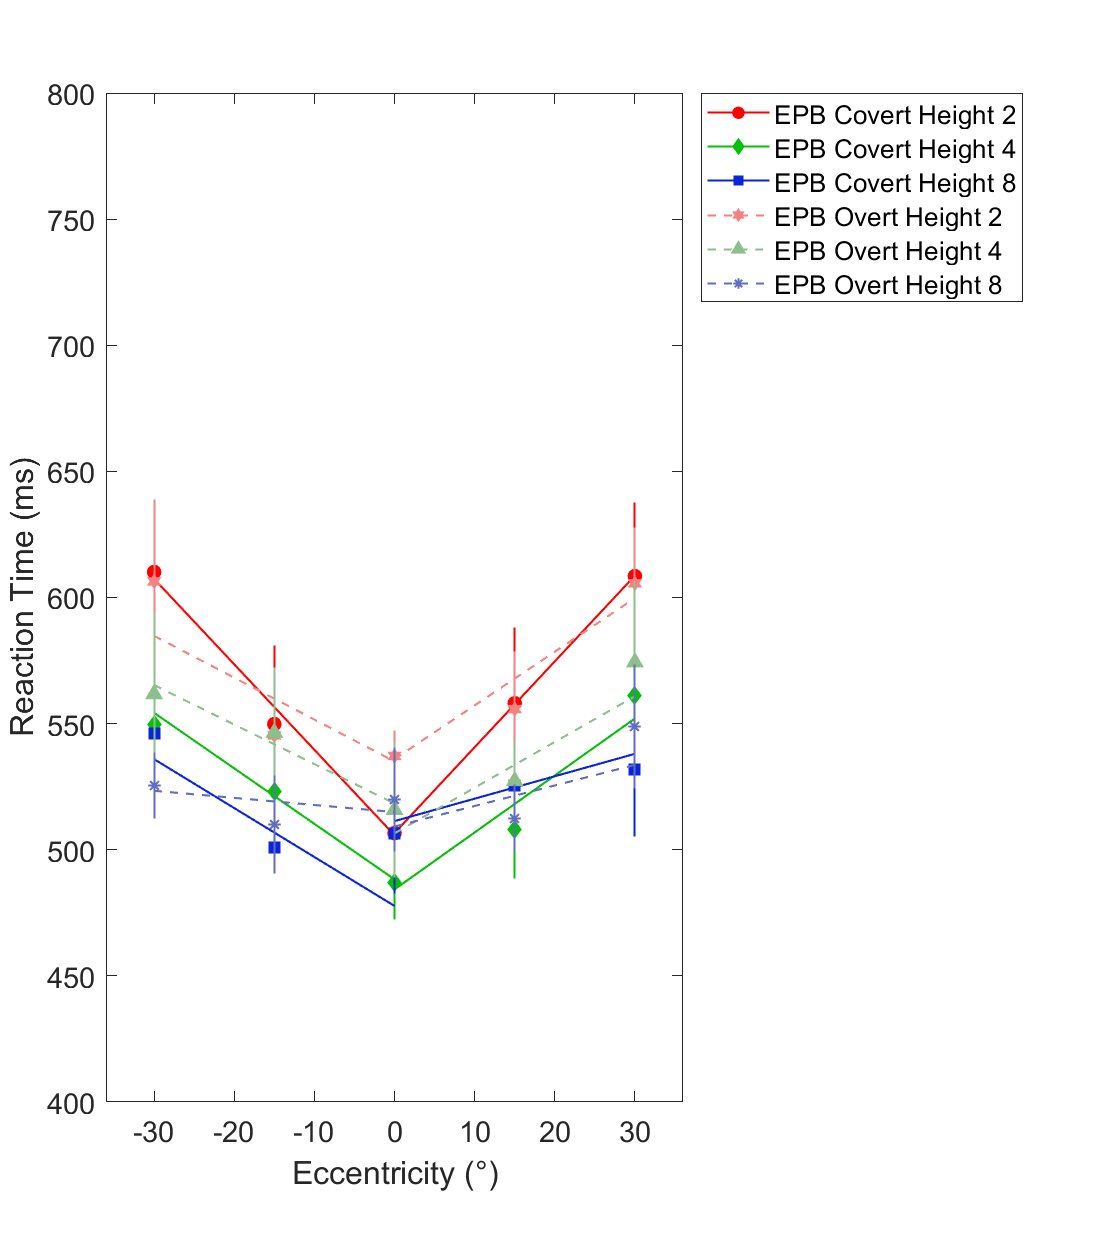 800
750
700
650
600
550
500
450
400
-30 -20 -10 0 10 20 30
Reaction Time (ms)
Eccentricity (°)
EPB Covert Height 2
EPB Covert Height 4
EPB Covert Height 8
EPB Overt Height 2
EPB Overt Height 4
EPB Overt Height 8